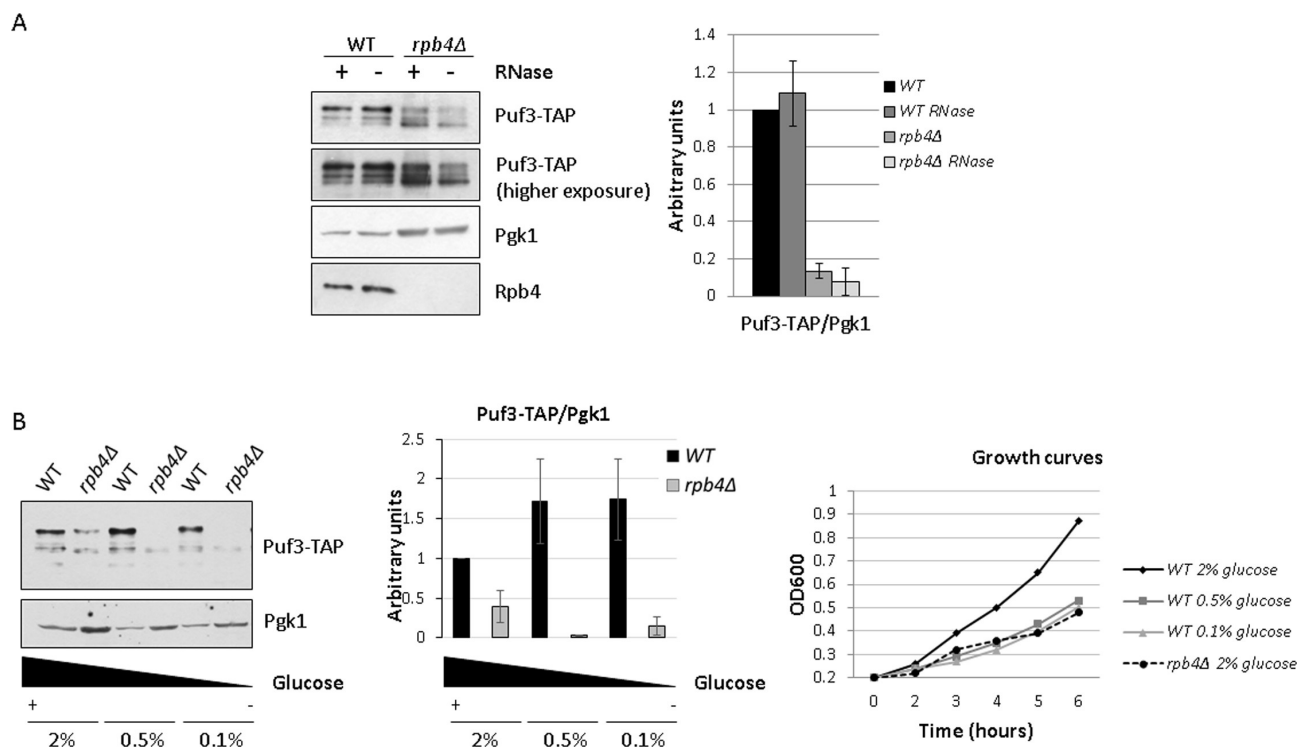 A
WT rpb4Δ
+ - + - RNase
Puf3-TAP
Puf3-TAP
(higher exposure)
Pgk1
Rpb4
Arbitrary units
1.4
1.2
1
0.8
0.6
0.4
0.2
0
Puf3-TAP/Pgk1
WT
WT RNase
rpb4Δ
rpb4Δ RNase
B
WT rpb4Δ WT rpb4Δ WT rpb4Δ
Puf3-TAP
Pgk1
Glucose
+ -
2% 0.5% 0.1%
Puf3-TAP/Pgk1
Arbitrary units
2.5
2
1.5
1
0.5
0
WT
rpb4Δ
Glucose
+ -
2% 0.5% 0.1%
Growth curves
OD600
1
0.9
0.8
0.7
0.6
0.5
0.4
0.3
0.2
0 2 3 4 5 6
Time (hours)
WT 2% glucose
WT 0.5% glucose
WT 0.1% glucose
rpb4Δ 2% glucose